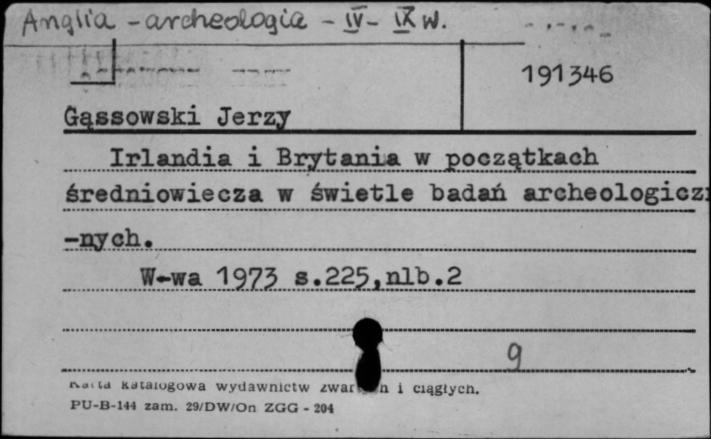 Anglia - archeologia - IV - IX w.
191346
Gąssowski Jerzy
Irlandia i Brytania w początkach
średniowiecza w świetle badań archeologicz
-nych.
W-wa 1973 s.225,nlb.2
9
Karta katalogowa wydawnictw i ciągłych.
PU-B-144 zam. 29/DW/On ZGG - 204